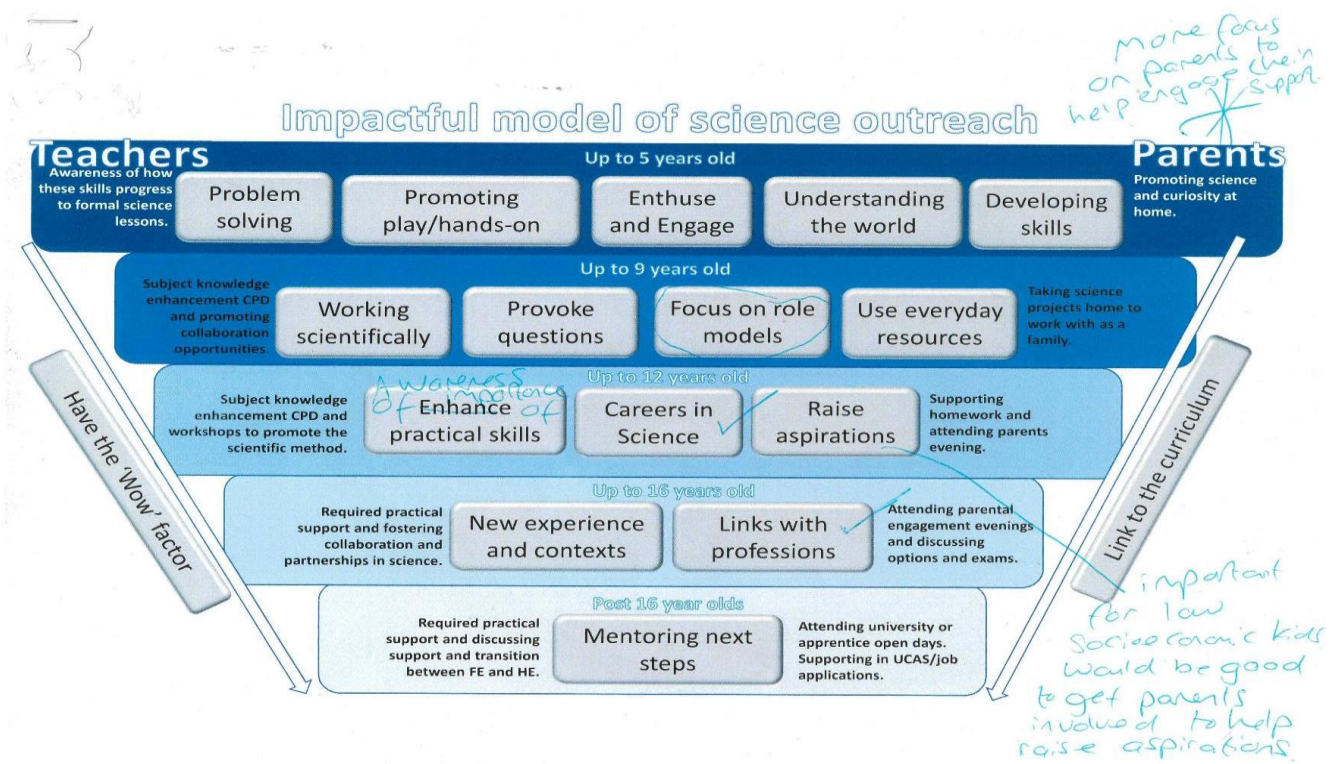 More focus
on parents to
help engage their
support.
Impactful model of science outreach
Teachers
Awareness of how
these skills progress
to formal science
lessons.
Up to 5 years old
Problem
solving
Promoting
play/hands-on
Enthuse
and Engage
Understanding
the world
Developing
skills
Parents
Promoting science
and curiosity at
home.
Up to 9 years old
Subject knowledge
enhancement CPD
and promoting
collaboration
opportunities.
Working
scientifically
Provoke
questions
Focus on role
models
Use everyday
resources
Taking science
projects home to
work with as a
family.
Up to 12 years old
Subject knowledge
enhancement CPD and
workshops to promote the
scientific method.
Awareness
of importance
of
Enhance
practical skills
Careers in
Science
Raise
aspirations
Supporting
homework and
attending parents
evening.
Up to 16 years old
Required practical
support and fostering
collaboration and
partnerships in science.
New experience
and contexts
Links with
professions
Attending parental
engagement evenings
and discussing
options and exams.
Post 16 year olds
Required practical
support and discussing
support and transition
between FE and HE.
Mentoring next
steps
Attending university or
apprentice open days.
Supporting in UCAS/job
applications.
Have the 'Wow' factor
Link to the curriculum
important
for low
socioeconomic kids
would be good
to get parents
involved to help
raise aspirations.